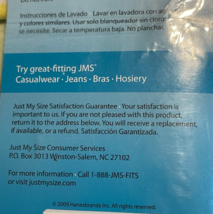 Instrucciones de Lavado  Lavar en lavadora con
y colores similares. Usar solo blanqueador sin cloro
se necesite. Secar a temperatura baja. No planchar.
Try great-fitting JMS™
Casualwear · Jeans · Bras · Hosiery
Just My Size Satisfaction Guarantee · Your satisfaction is
important to us. If you are not pleased with this product,
return it to the address below. You will receive a replacement,
if available, or a refund. Satisfacción Garantizada.
Just My Size Consumer Services
P.O. Box 3013 Winston-Salem, NC 27102
For more information · Call 1-888-JMS-FITS
or visit justmysize.com
© 2009 Hanesbrands Inc. All rights reserved.